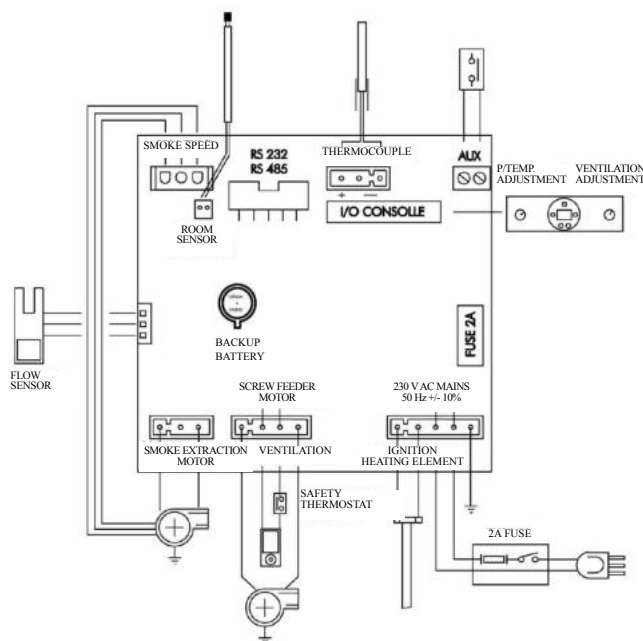 SMOKE SPEED
RS 232
RS 485
THERMOCOUPLE
+ −
AUX
P/TEMP.
ADJUSTMENT
VENTILATION
ADJUSTMENT
I/O CONSOLLE
ROOM
SENSOR
FLOW
SENSOR
BACKUP
BATTERY
FUSE 2A
SCREW FEEDER
MOTOR
230 V AC MAINS
50 Hz +/- 10%
SMOKE EXTRACTION
MOTOR
VENTILATION
IGNITION
HEATING ELEMENT
SAFETY
THERMOSTAT
2A FUSE